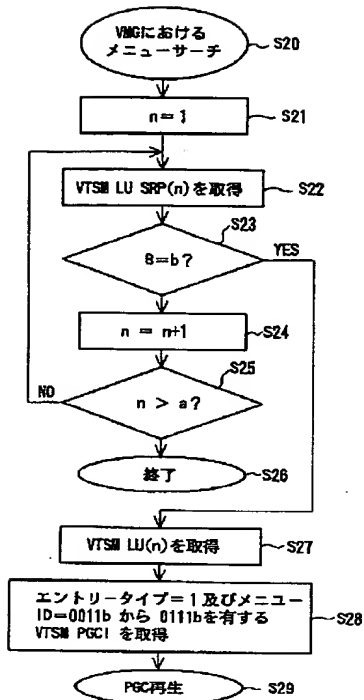 VMGにおける
メニューサーチ
S20
n=1
S21
VTSM LU SRP(n)を取得
S22
S23
8=b?
YES
n = n+1
S24
S25
NO
n > a?
終了
S26
VTSM LU(n)を取得
S27
エントリータイプ=1及びメニュー
ID=0011bから0111bを有する
VTSM PGCI を取得
S28
PGC再生
S29